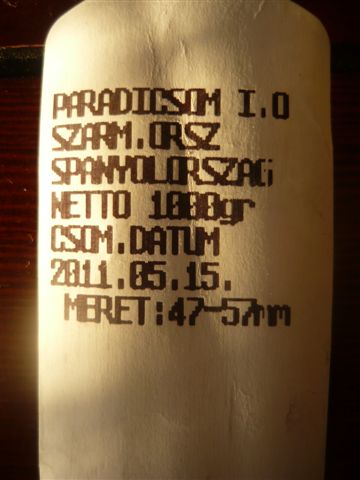 PARADICSOM I.O
SZARM.ORSZ
SPANYOLORSZAG
NETTO 1000gr
CSOM.DATUM
2011.05.15.
MERET:47-57mm